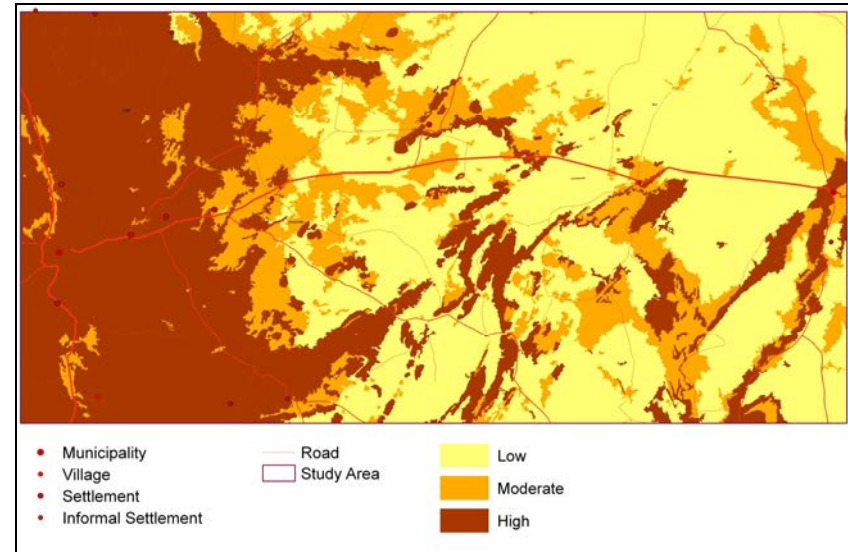 Municipality
Village
Settlement
Informal Settlement
Road
Study Area
Low
Moderate
High